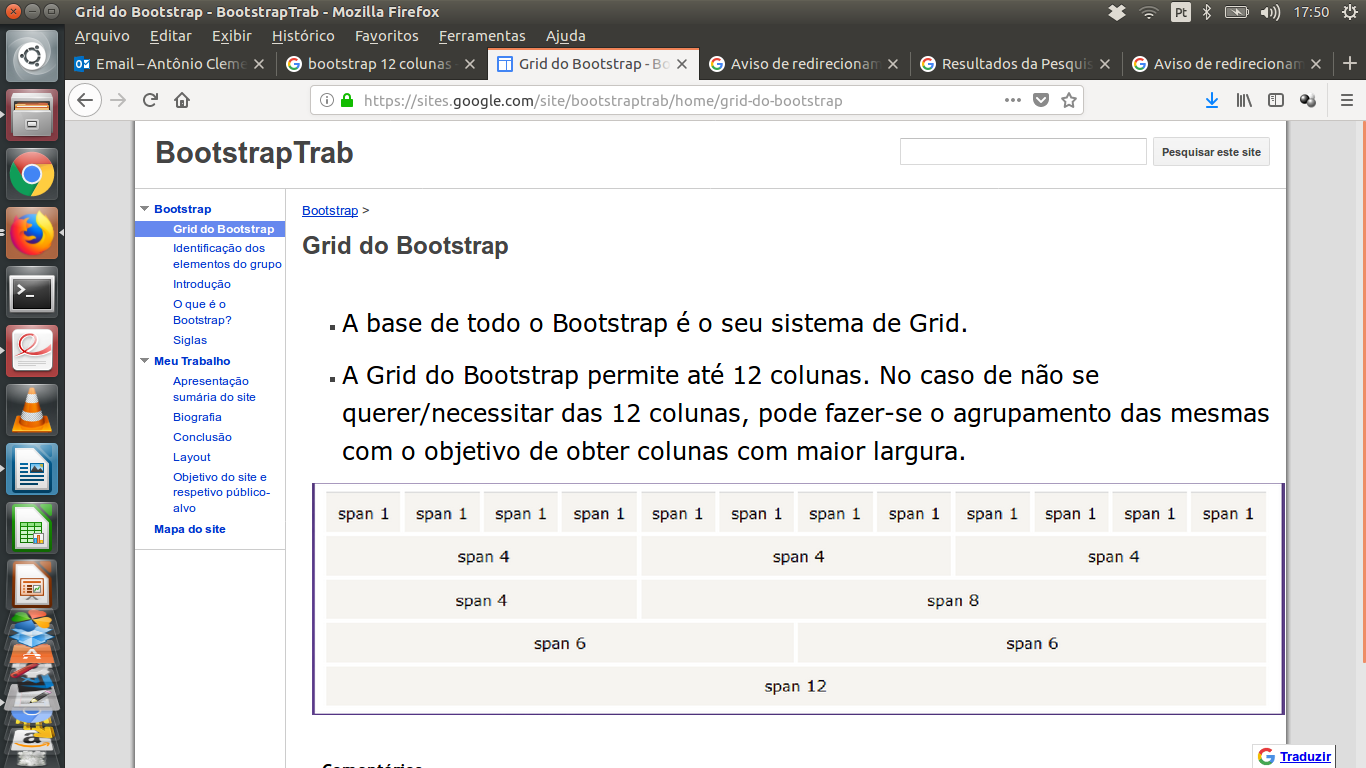 Grid do Bootstrap - BootstrapTrab - Mozilla Firefox
Pt
17:50
Arquivo Editar Exibir Histórico Favoritos Ferramentas Ajuda
Email – Antônio Cleme
bootstrap 12 colunas -
Grid do Bootstrap - Bo
Aviso de redirecionam
Resultados da Pesquis
Aviso de redirecionam
https://sites.google.com/site/bootstraptrab/home/grid-do-bootstrap
BootstrapTrab
Pesquisar este site
Bootstrap
Grid do Bootstrap
Identificação dos
elementos do grupo
Introdução
O que é o
Bootstrap?
Siglas
Meu Trabalho
Apresentação
sumária do site
Biografia
Conclusão
Layout
Objetivo do site e
respetivo público-
alvo
Mapa do site
Bootstrap >
Grid do Bootstrap
A base de todo o Bootstrap é o seu sistema de Grid.
A Grid do Bootstrap permite até 12 colunas. No caso de não se
querer/necessitar das 12 colunas, pode fazer-se o agrupamento das mesmas
com o objetivo de obter colunas com maior largura.
span 1 span 1 span 1 span 1 span 1 span 1 span 1 span 1 span 1 span 1 span 1 span 1
span 4 span 4 span 4
span 4 span 8
span 6 span 6
span 12
Comentários
Traduzir